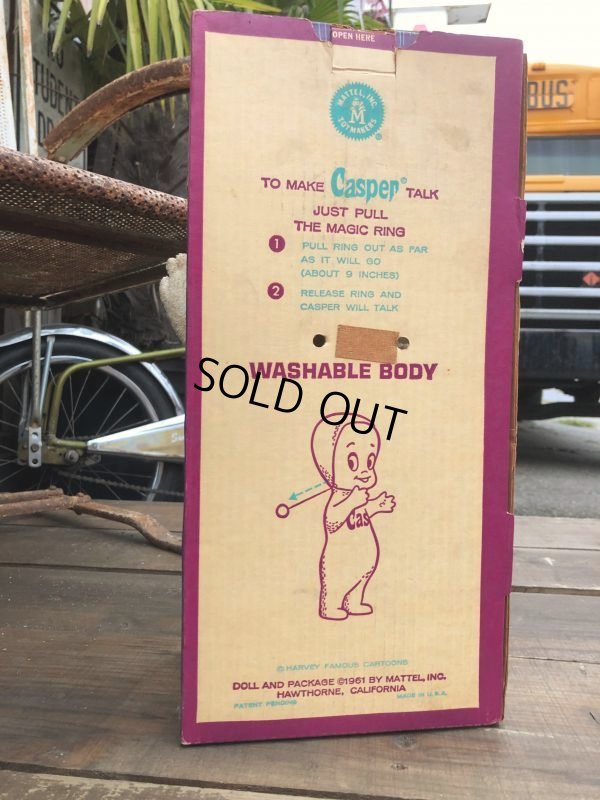 OPEN HERE
MATTEL, INC.
M
TOYMAKERS
TO MAKE Casper© TALK
JUST PULL
THE MAGIC RING
1 PULL RING OUT AS FAR
AS IT WILL GO
(ABOUT 9 INCHES)
2 RELEASE RING AND
CASPER WILL TALK
WASHABLE BODY
SOLD OUT
Cas
© HARVEY FAMOUS CARTOONS
DOLL AND PACKAGE ©1961 BY MATTEL, INC.
HAWTHORNE, CALIFORNIA
PATENT PENDING
MADE IN U.S.A.
BUS